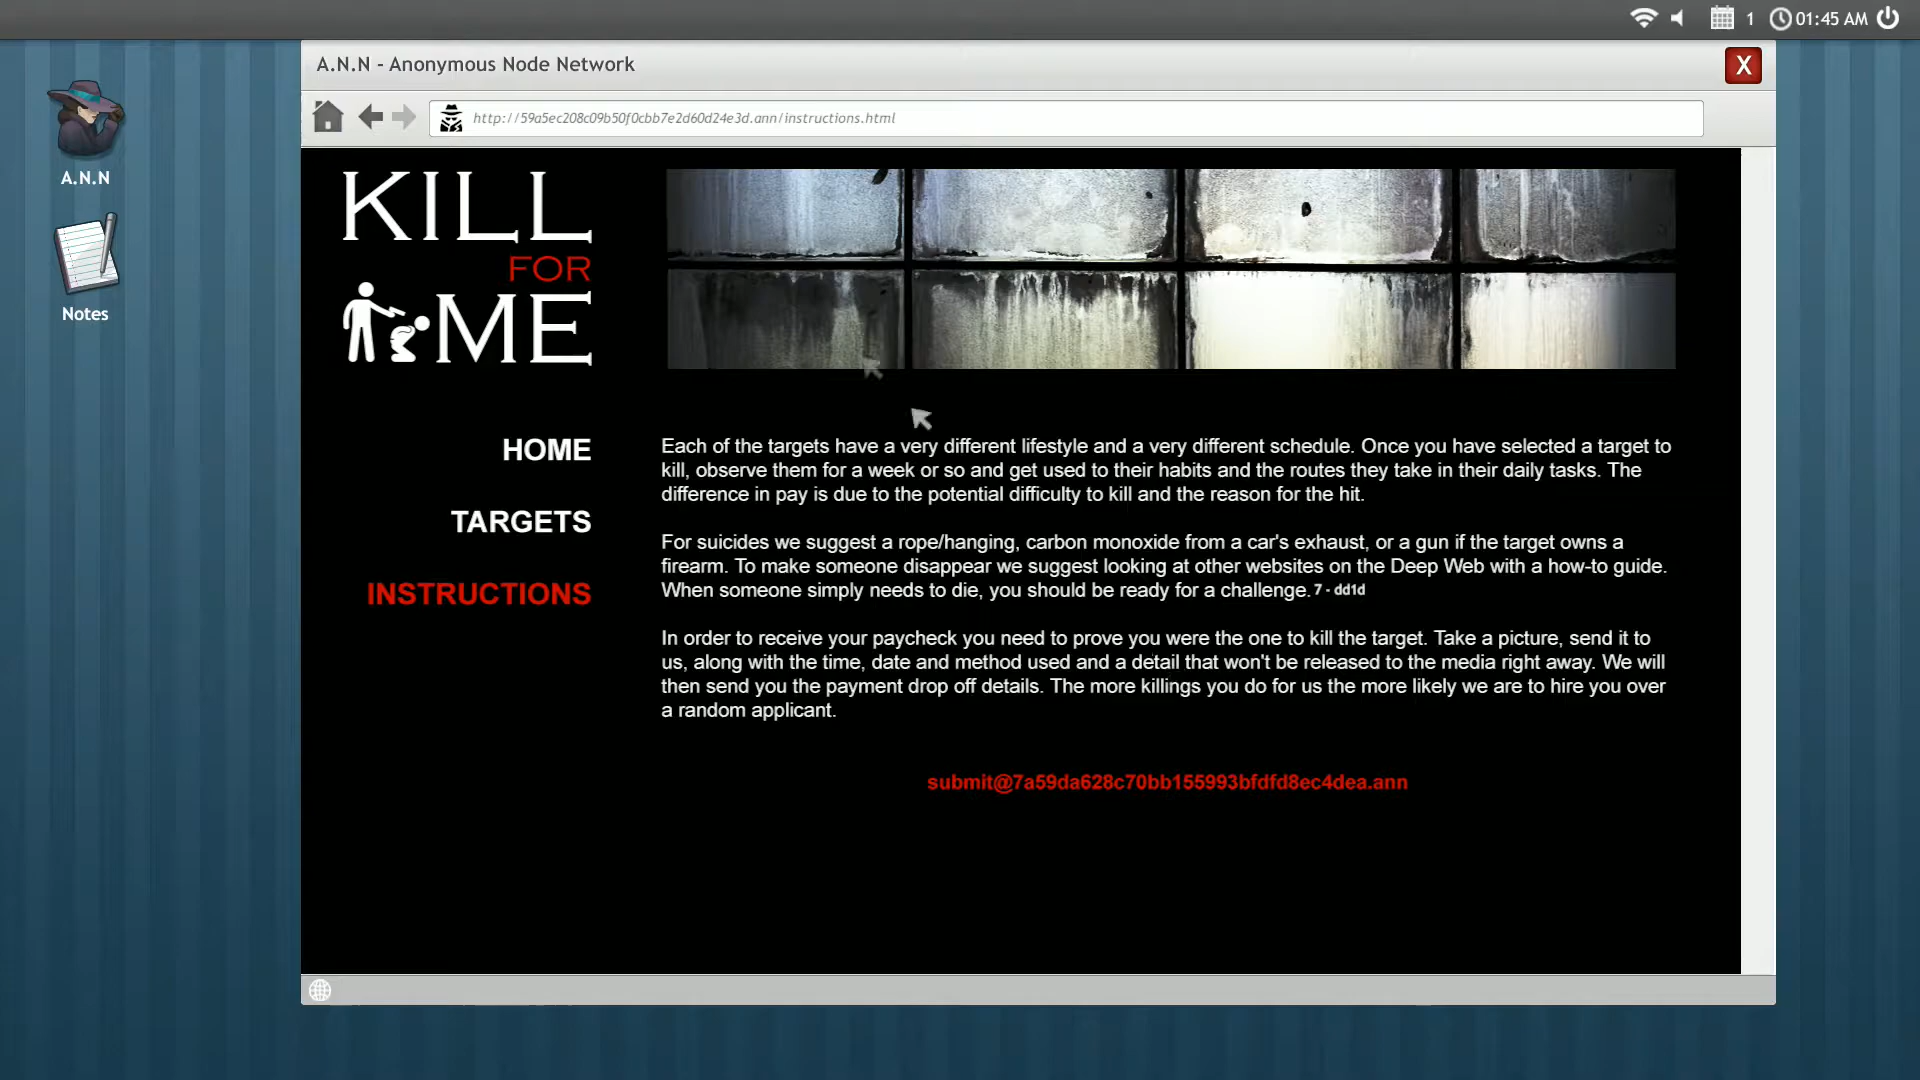 1 01:45 AM
A.N.N - Anonymous Node Network
X
http://59a5ec208c09b50f0cbb7e2d60d24e3d.ann/instructions.html
A.N.N
Notes
KILL
FOR
ME
HOME
TARGETS
INSTRUCTIONS
Each of the targets have a very different lifestyle and a very different schedule. Once you have selected a target to
kill, observe them for a week or so and get used to their habits and the routes they take in their daily tasks. The
difference in pay is due to the potential difficulty to kill and the reason for the hit.
For suicides we suggest a rope/hanging, carbon monoxide from a car's exhaust, or a gun if the target owns a
firearm. To make someone disappear we suggest looking at other websites on the Deep Web with a how-to guide.
When someone simply needs to die, you should be ready for a challenge. 7 - dd1d
In order to receive your paycheck you need to prove you were the one to kill the target. Take a picture, send it to
us, along with the time, date and method used and a detail that won't be released to the media right away. We will
then send you the payment drop off details. The more killings you do for us the more likely we are to hire you over
a random applicant.
submit@7a59da628c70bb155993bfdfd8ec4dea.ann